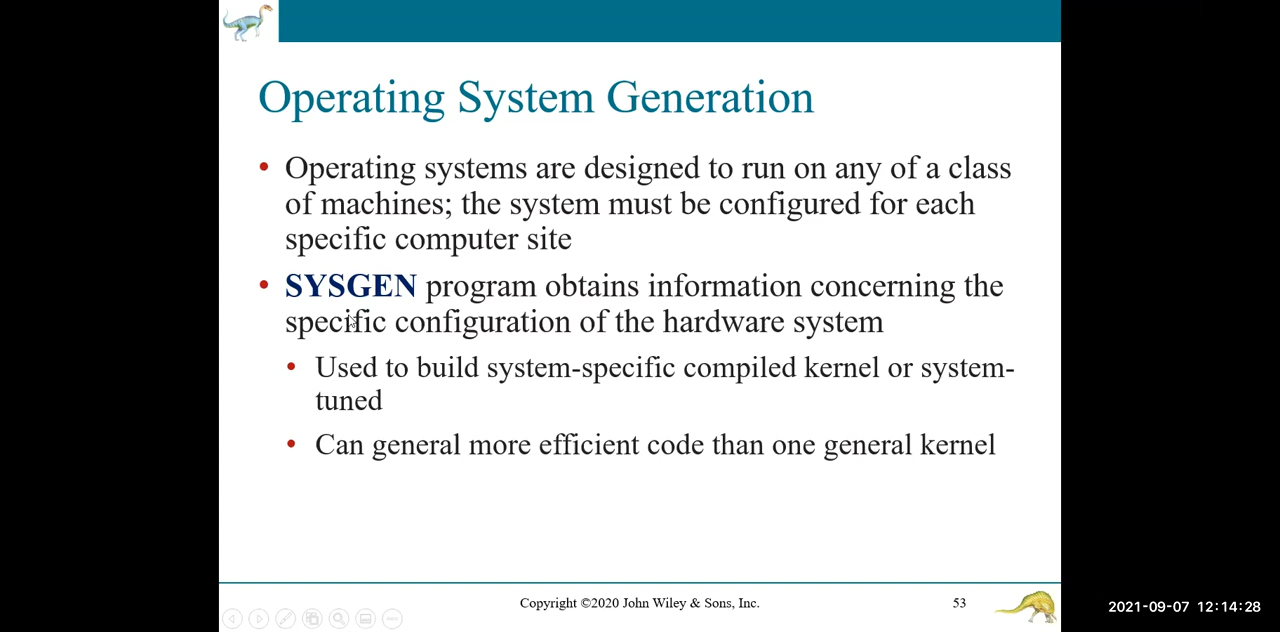 Operating System Generation
• Operating systems are designed to run on any of a class
of machines; the system must be configured for each
specific computer site
• SYSGEN program obtains information concerning the
specific configuration of the hardware system
• Used to build system-specific compiled kernel or system-
tuned
• Can general more efficient code than one general kernel
Copyright ©2020 John Wiley & Sons, Inc.
53
2021-09-07 12:14:28